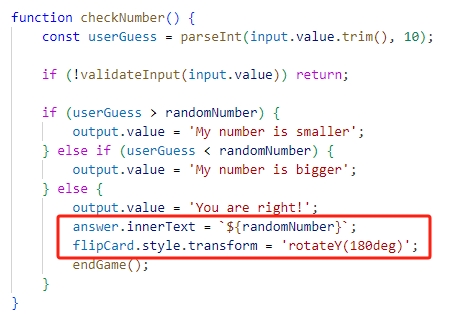 function checkNumber() {
const userGuess = parseInt(input.value.trim(), 10);
if (!validateInput(input.value)) return;
if (userGuess > randomNumber) {
output.value = 'My number is smaller';
} else if (userGuess < randomNumber) {
output.value = 'My number is bigger';
} else {
output.value = 'You are right!';
answer.innerText = `${randomNumber}`;
flipCard.style.transform = 'rotateY(180deg)';
endGame();
}
}